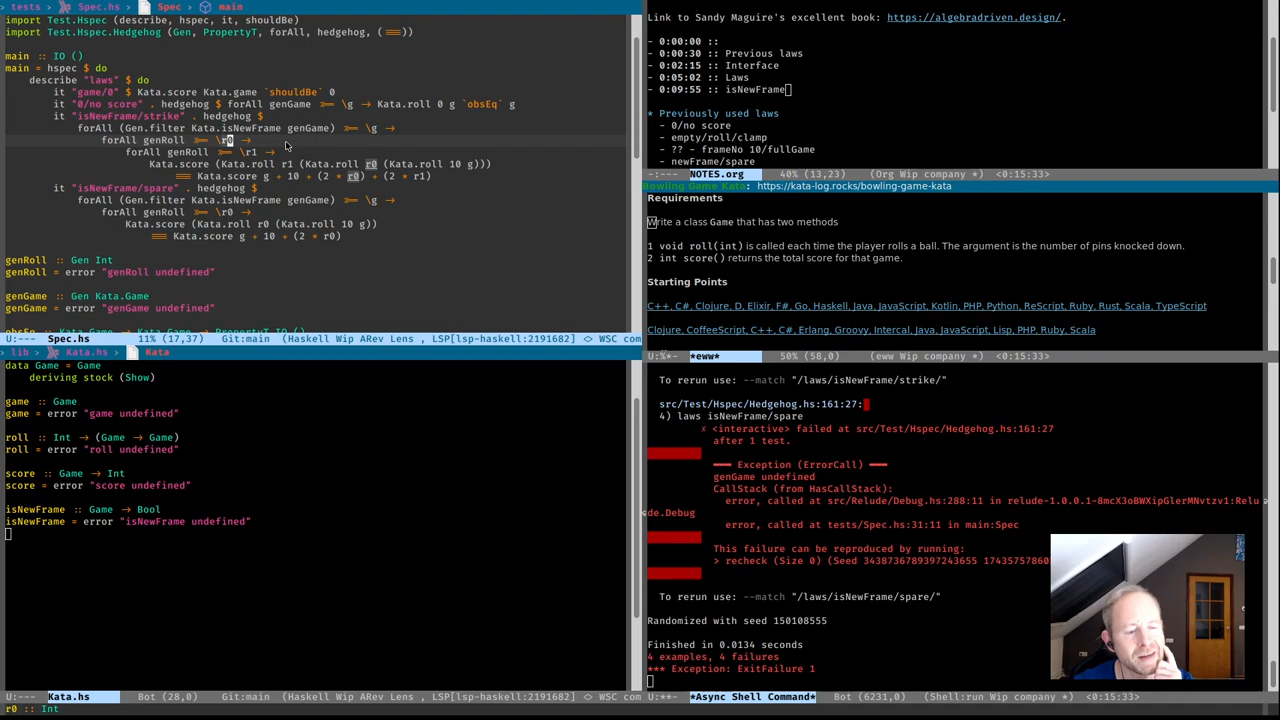 tests > Spec.hs > Spec > main
import Test.Hspec (describe, hspec, it, shouldBe)
import Test.Hspec.Hedgehog (Gen, PropertyT, forAll, hedgehog, (≡≡))
main :: IO ()
main = hspec $ do
describe "laws" $ do
it "game/0" $ Kata.score Kata.game `shouldBe` 0
it "0/no score" . hedgehog $ forAll genGame >>= \g → Kata.roll 0 g `obsEq` g
it "isNewFrame/strike" . hedgehog $
forAll (Gen.filter Kata.isNewFrame genGame) >>= \g →
forAll genRoll >>= \r0 →
forAll genRoll >>= \r1 →
Kata.score (Kata.roll r1 (Kata.roll r0 (Kata.roll 10 g)))
≡≡ Kata.score g + 10 + (2 * r0) + (2 * r1)
it "isNewFrame/spare" . hedgehog $
forAll (Gen.filter Kata.isNewFrame genGame) >>= \g →
forAll genRoll >>= \r0 →
Kata.score (Kata.roll r0 (Kata.roll 10 g))
≡≡ Kata.score g + 10 + (2 * r0)
genRoll :: Gen Int
genRoll = error "genRoll undefined"
genGame :: Gen Kata.Game
genGame = error "genGame undefined"
obsEq :: Kata.Game → Kata.Game → PropertyT IO ()
U:--- Spec.hs 11% (17,37) Git:main (Haskell Wip ARev Lens , LSP[lsp-haskell:2191682] <> WSC com
lib > Kata.hs > Kata
data Game = Game
deriving stock (Show)
game :: Game
game = error "game undefined"
roll :: Int → (Game → Game)
roll = error "roll undefined"
score :: Game → Int
score = error "score undefined"
isNewFrame :: Game → Bool
isNewFrame = error "isNewFrame undefined"
U:--- Kata.hs Bot (28,0) Git:main (Haskell Wip ARev Lens , LSP[lsp-haskell:2191682] <> WSC com
r0 :: Int
Link to Sandy Maguire's excellent book: https://algebradriven.design/.
- 0:00:00 ::
- 0:00:30 :: Previous laws
- 0:02:15 :: Interface
- 0:05:02 :: Laws
- 0:09:55 :: isNewFrame
* Previously used laws
- 0/no score
- empty/roll/clamp
- ?? - frameNo 10/fullGame
- newFrame/spare
-:--- NOTES.org 40% (13,23) (Org Wip company *) <0:15:33>
Bowling Game Kata: https://kata-log.rocks/bowling-game-kata
Requirements
Write a class Game that has two methods
1 void roll(int) is called each time the player rolls a ball. The argument is the number of pins knocked down.
2 int score() returns the total score for that game.
Starting Points
C++, C#, Clojure, D, Elixir, F#, Go, Haskell, Java, JavaScript, Kotlin, PHP, Python, ReScript, Ruby, Rust, Scala, TypeScript
Clojure, CoffeeScript, C++, C#, Erlang, Groovy, Intercal, Java, JavaScript, Lisp, PHP, Ruby, Scala
U:%*- *eww* 50% (58,0) (eww Wip company *) <0:15:33>
To rerun use: --match "/laws/isNewFrame/strike/"
src/Test/Hspec/Hedgehog.hs:161:27:
4) laws isNewFrame/spare
✗ <interactive> failed at src/Test/Hspec/Hedgehog.hs:161:27
after 1 test.
━━━ Exception (ErrorCall) ━━━
genGame undefined
CallStack (from HasCallStack):
error, called at src/Relude/Debug.hs:288:11 in relude-1.0.0.1-8mcX3oBWXipGlerMNvtzv1:Relu
de.Debug
error, called at tests/Spec.hs:31:11 in main:Spec
This failure can be reproduced by running:
> recheck (Size 0) (Seed 3438736789397243655 17435757860
To rerun use: --match "/laws/isNewFrame/spare/"
Randomized with seed 150108555
Finished in 0.0134 seconds
4 examples, 4 failures
*** Exception: ExitFailure 1
U:**- *Async Shell Command* Bot (6231,0) (Shell:run Wip company *) <0:15:33>